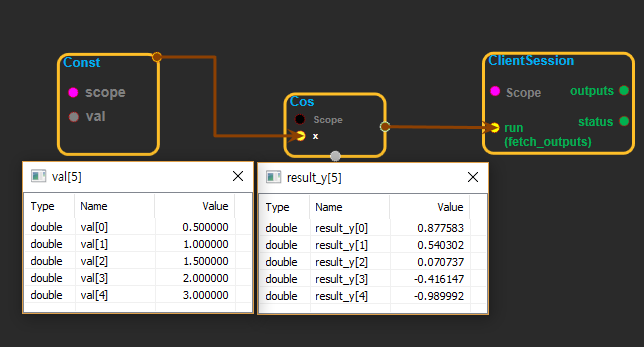 Const
scope
val
Cos
Scope
x
ClientSession
Scope
outputs
status
run
(fetch_outputs)
val[5]
Type Name Value
double val[0] 0.500000
double val[1] 1.000000
double val[2] 1.500000
double val[3] 2.000000
double val[4] 3.000000
result_y[5]
Type Name Value
double result_y[0] 0.877583
double result_y[1] 0.540302
double result_y[2] 0.070737
double result_y[3] -0.416147
double result_y[4] -0.989992